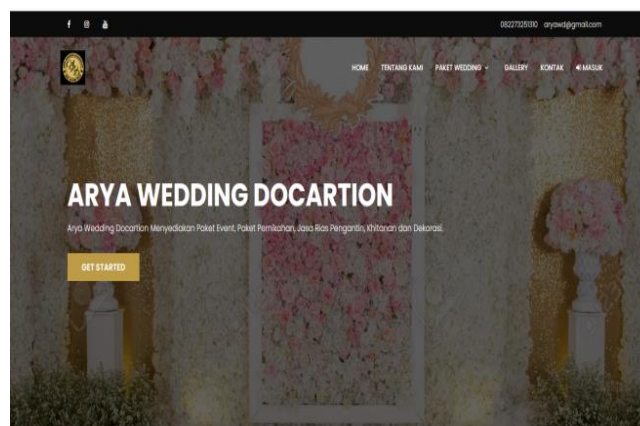 082273251310 aryawd@gmail.com
HOME TENTANG KAMI PAKET WEDDING GALLERY KONTAK MASUK
ARYA WEDDING DOCARTION
Arya Wedding Docartion Menyediakan Paket Event, Paket Pernikahan, Jasa Rias Pengantin, Khitanan dan Dekorasi.
GET STARTED